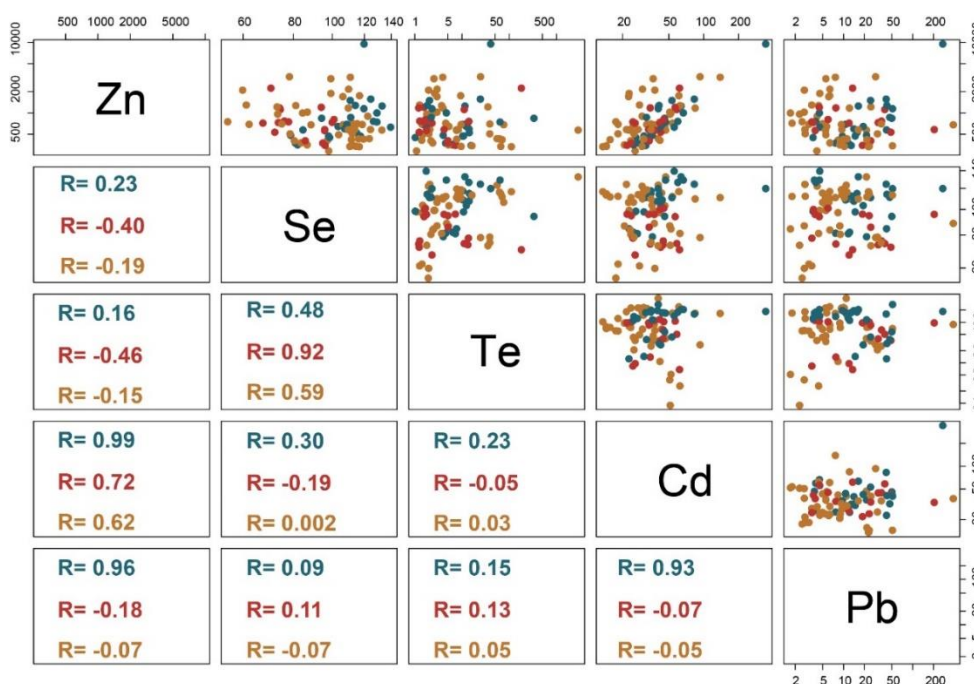 500 1000 2000 5000 60 80 100 120 140 1 5 50 500 20 50 100 200 2 5 10 20 50 200
10000
2000
500
Zn
R= 0.23
R= -0.40
R= -0.19
Se
R= 0.16
R= -0.46
R= -0.15
R= 0.48
R= 0.92
R= 0.59
Te
R= 0.99
R= 0.72
R= 0.62
R= 0.30
R= -0.19
R= 0.002
R= 0.23
R= -0.05
R= 0.03
Cd
R= 0.96
R= -0.18
R= -0.07
R= 0.09
R= 0.11
R= -0.07
R= 0.15
R= 0.13
R= 0.05
R= 0.93
R= -0.07
R= -0.05
Pb
2 5 10 20 50 200